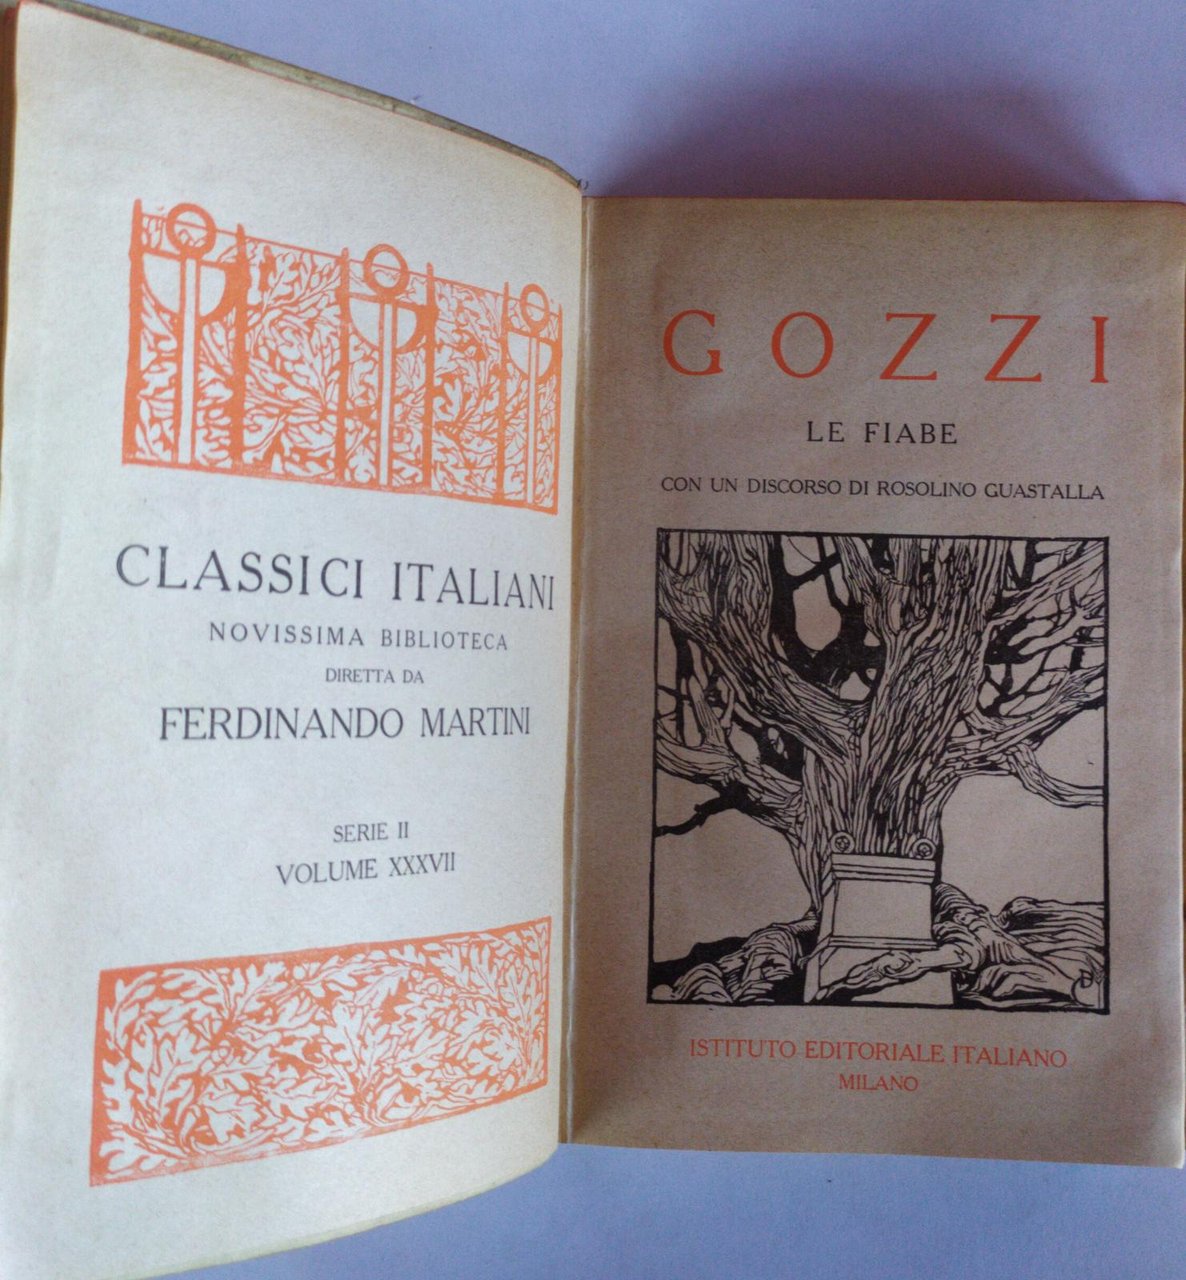 CLASSICI ITALIANI
NOVISSIMA BIBLIOTECA
DIRETTA DA
FERDINANDO MARTINI
SERIE II
VOLUME XXXVII
GOZZI
LE FIABE
CON UN DISCORSO DI ROSOLINO GUASTALLA
ISTITUTO EDITORIALE ITALIANO
MILANO